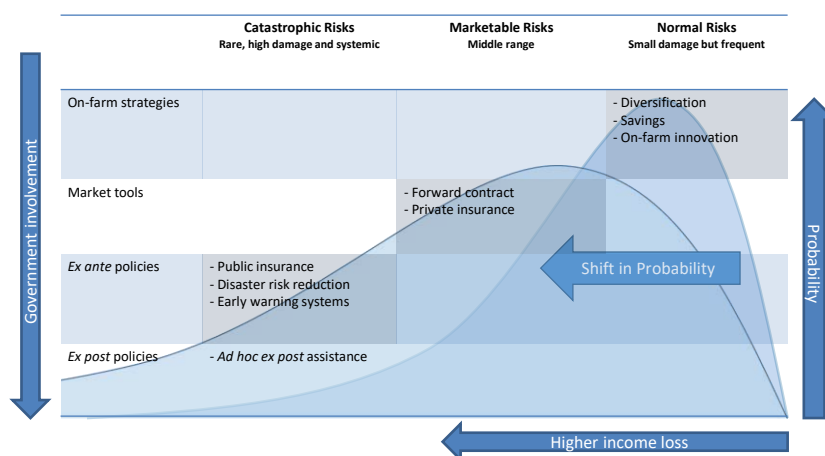 Catastrophic Risks
Rare, high damage and systemic
Marketable Risks
Middle range
Normal Risks
Small damage but frequent
Government involvement
On-farm strategies
- Diversification
- Savings
- On-farm innovation
Market tools
- Forward contract
- Private insurance
Ex ante policies
- Public insurance
- Disaster risk reduction
- Early warning systems
Shift in Probability
Probability
Ex post policies
- Ad hoc ex post assistance
Higher income loss